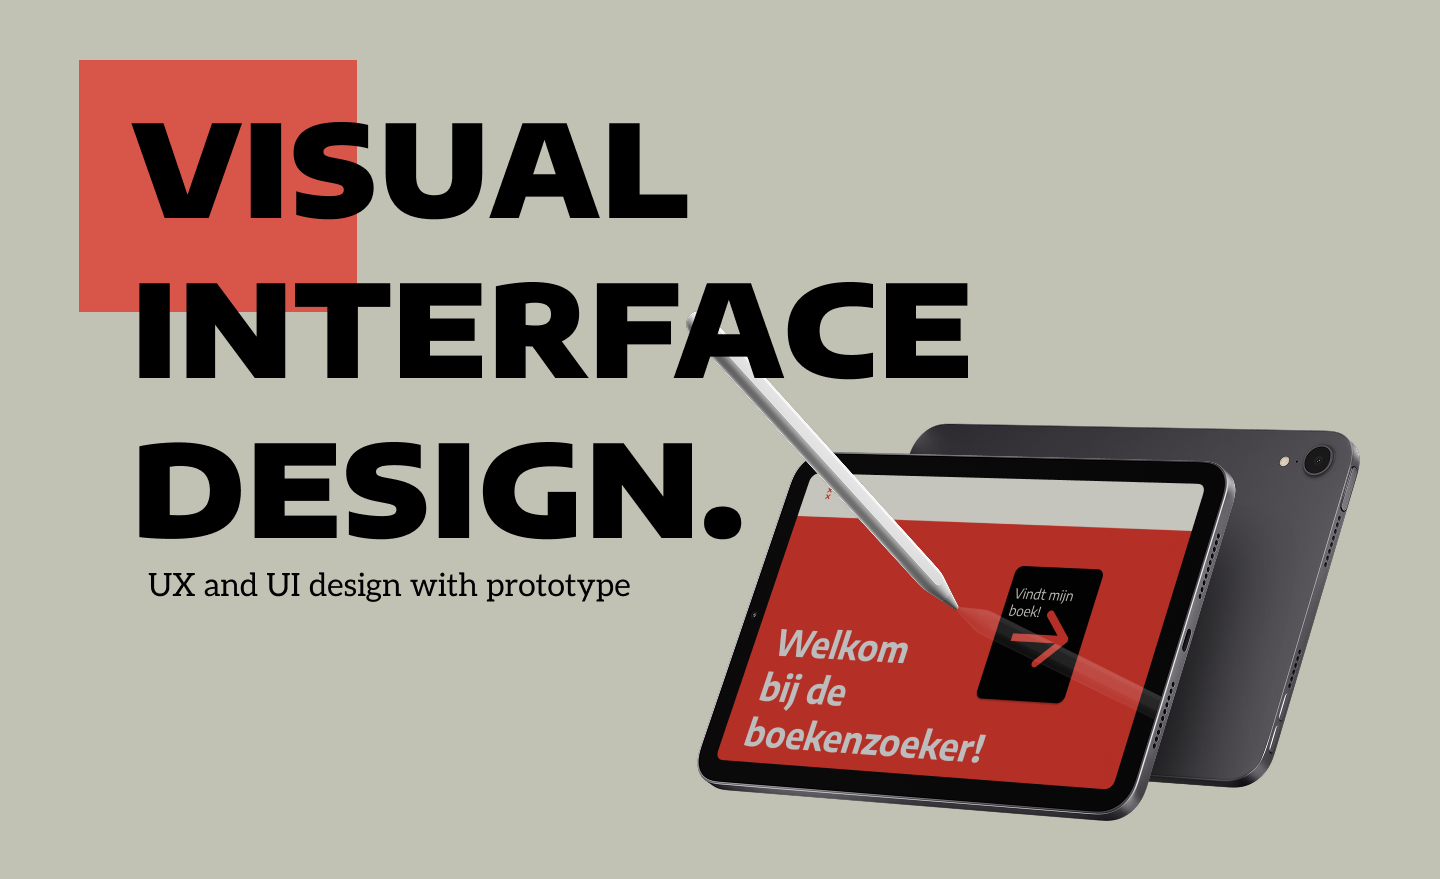 VISUAL
INTERFACE
DESIGN.
UX and UI design with prototype
Vindt mijn
boek!
Welkom
bij de
boekenzoeker!